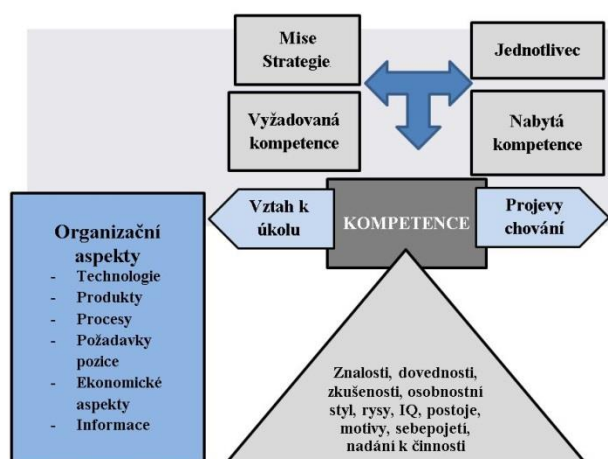 Mise
Strategie
Jednotlivec
Vyžadovaná
kompetence
Nabytá
kompetence
Vztah k
úkolu
KOMPETENCE
Projevy
chování
Organizační
aspekty
- Technologie
- Produkty
- Procesy
- Požadavky
pozice
- Ekonomické
aspekty
- Informace
Znalosti, dovednosti,
zkušenosti, osobnostní
styl, rysy, IQ, postoje,
motivy, sebepojetí,
nadání k činnosti